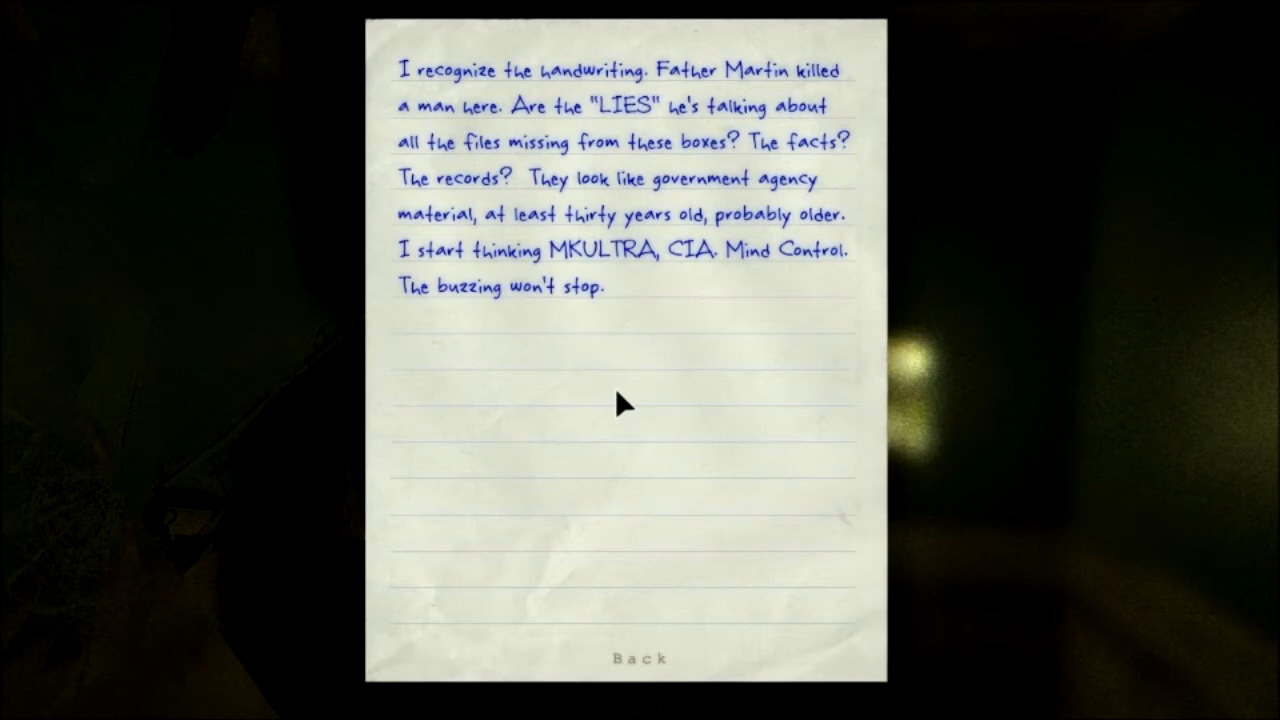 I recognize the handwriting. Father Martin killed
a man here. Are the "LIES" he's talking about
all the files missing from these boxes? The facts?
The records?  They look like government agency
material, at least thirty years old, probably older.
I start thinking MKULTRA, CIA. Mind Control.
The buzzing won't stop.
Back